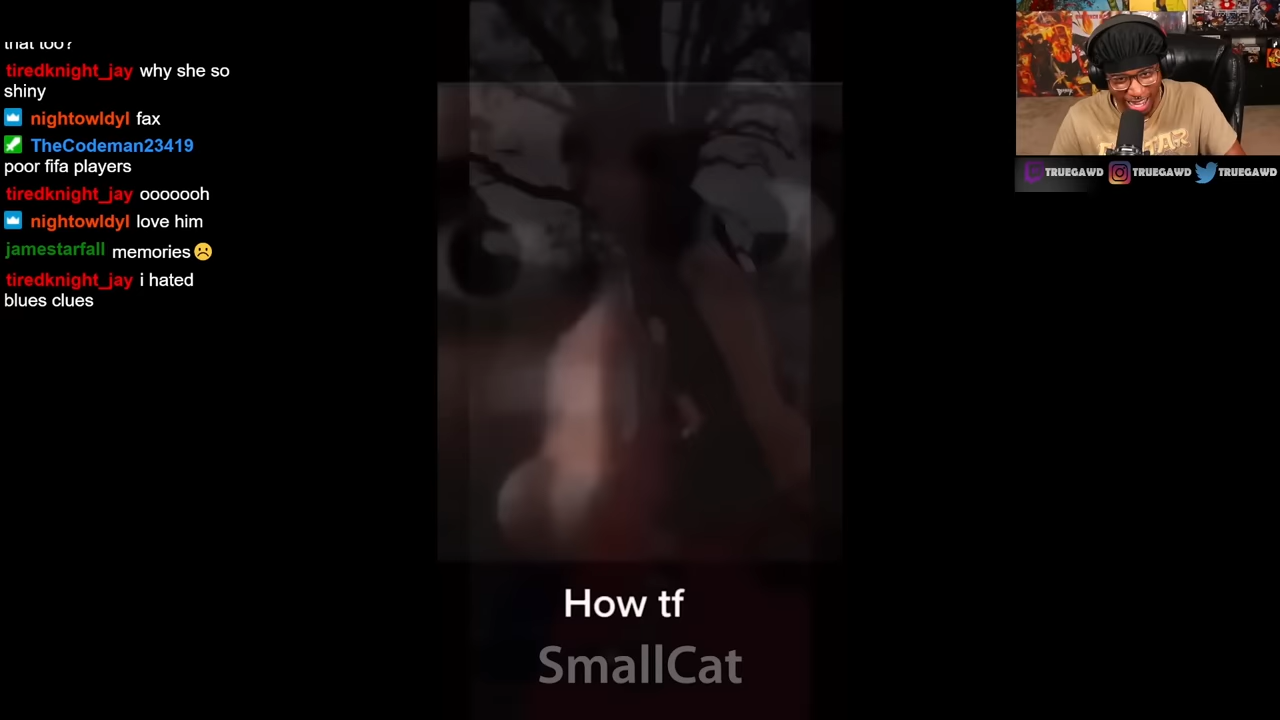 that too?
tiredknight_jay why she so
shiny
nightowldyl fax
TheCodeman23419
poor fifa players
tiredknight_jay ooooooh
nightowldyl love him
jamestarfall memories☹️
tiredknight_jay i hated
blues clues
TRUEGAWD TRUEGAWD TRUEGAWD
How tf
SmallCat